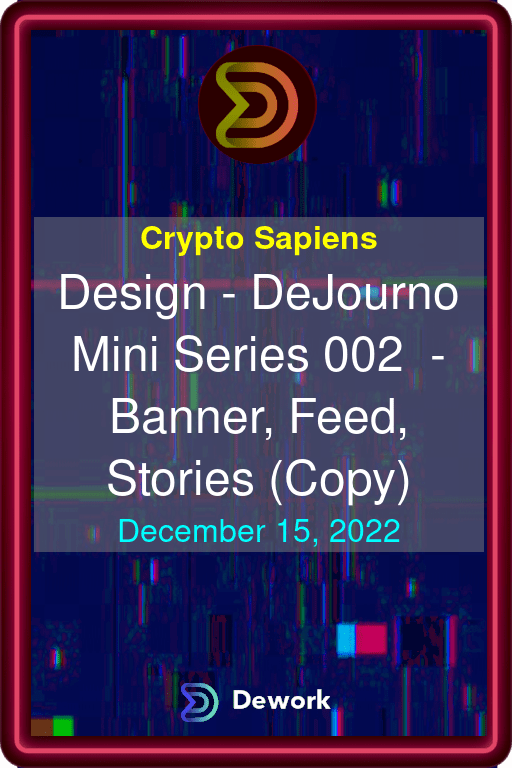 Crypto Sapiens
Design - DeJourno
Mini Series 002 -
Banner, Feed,
Stories (Copy)
December 15, 2022
Dework